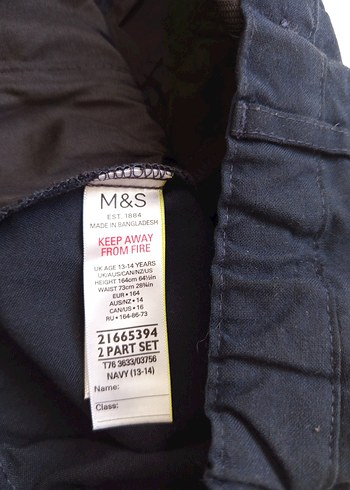 M&S
EST. 1884
MADE IN BANGLADESH
KEEP AWAY
FROM FIRE
UK AGE 13-14 YEARS
UK/AUS/CAN/NZ/US
HEIGHT 164cm 64½in
WAIST 73cm 28¾in
EUR • 164
AUS/NZ • 14
CAN/US • 16
RU • 164-86-73
21665394
2 PART SET
T76 3633/03756
NAVY (13-14)
Name:
Class: